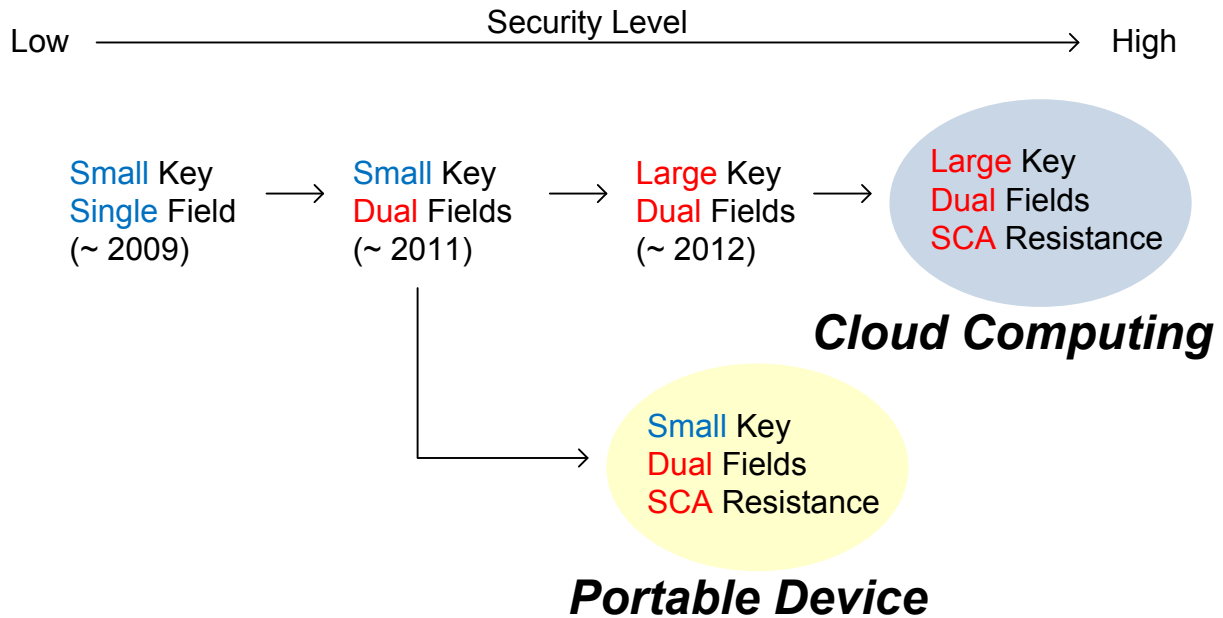 Security Level
Low
High
Small Key
Single Field
(~ 2009)
Small Key
Dual Fields
(~ 2011)
Large Key
Dual Fields
(~ 2012)
Large Key
Dual Fields
SCA Resistance
Cloud Computing
Small Key
Dual Fields
SCA Resistance
Portable Device